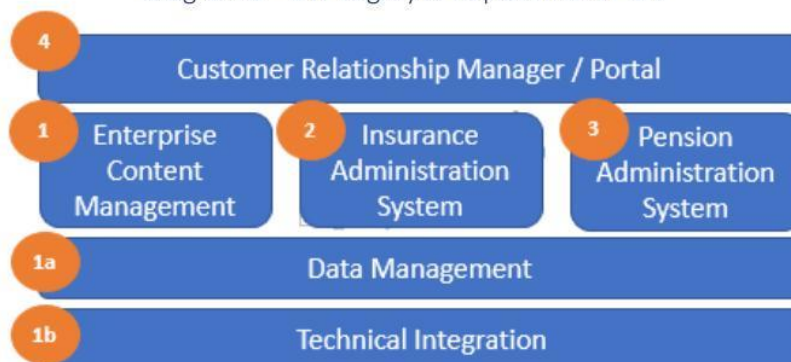 4
Customer Relationship Manager / Portal
1
Enterprise
Content
Management
2
Insurance
Administration
System
3
Pension
Administration
System
1a
Data Management
1b
Technical Integration